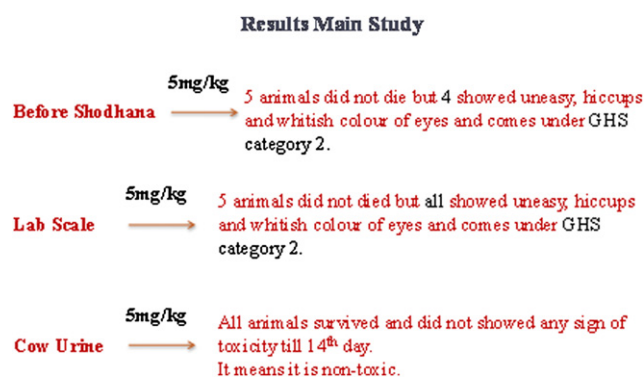 Results Main Study
5mg/kg
Before Shodhana
5 animals did not die but 4 showed uneasy, hiccups
and whitish colour of eyes and comes under GHS
category 2.
5mg/kg
Lab Scale
5 animals did not died but all showed uneasy, hiccups
and whitish colour of eyes and comes under GHS
category 2.
5mg/kg
Cow Urine
All animals survived and did not showed any sign of
toxicity till 14th day.
It means it is non-toxic.